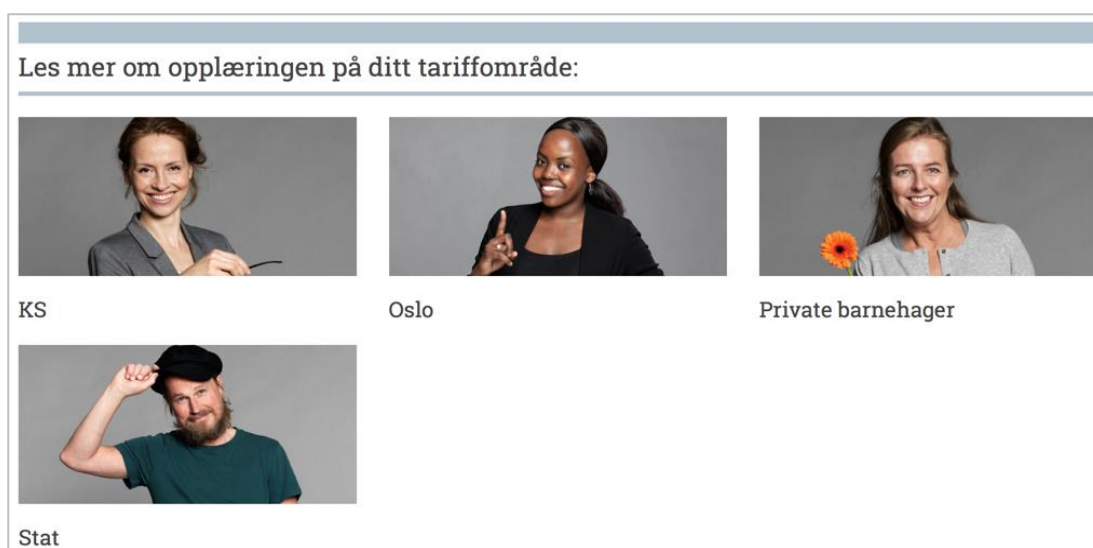 Les mer om opplæringen på ditt tariffområde:
KS
Oslo
Private barnehager
Stat